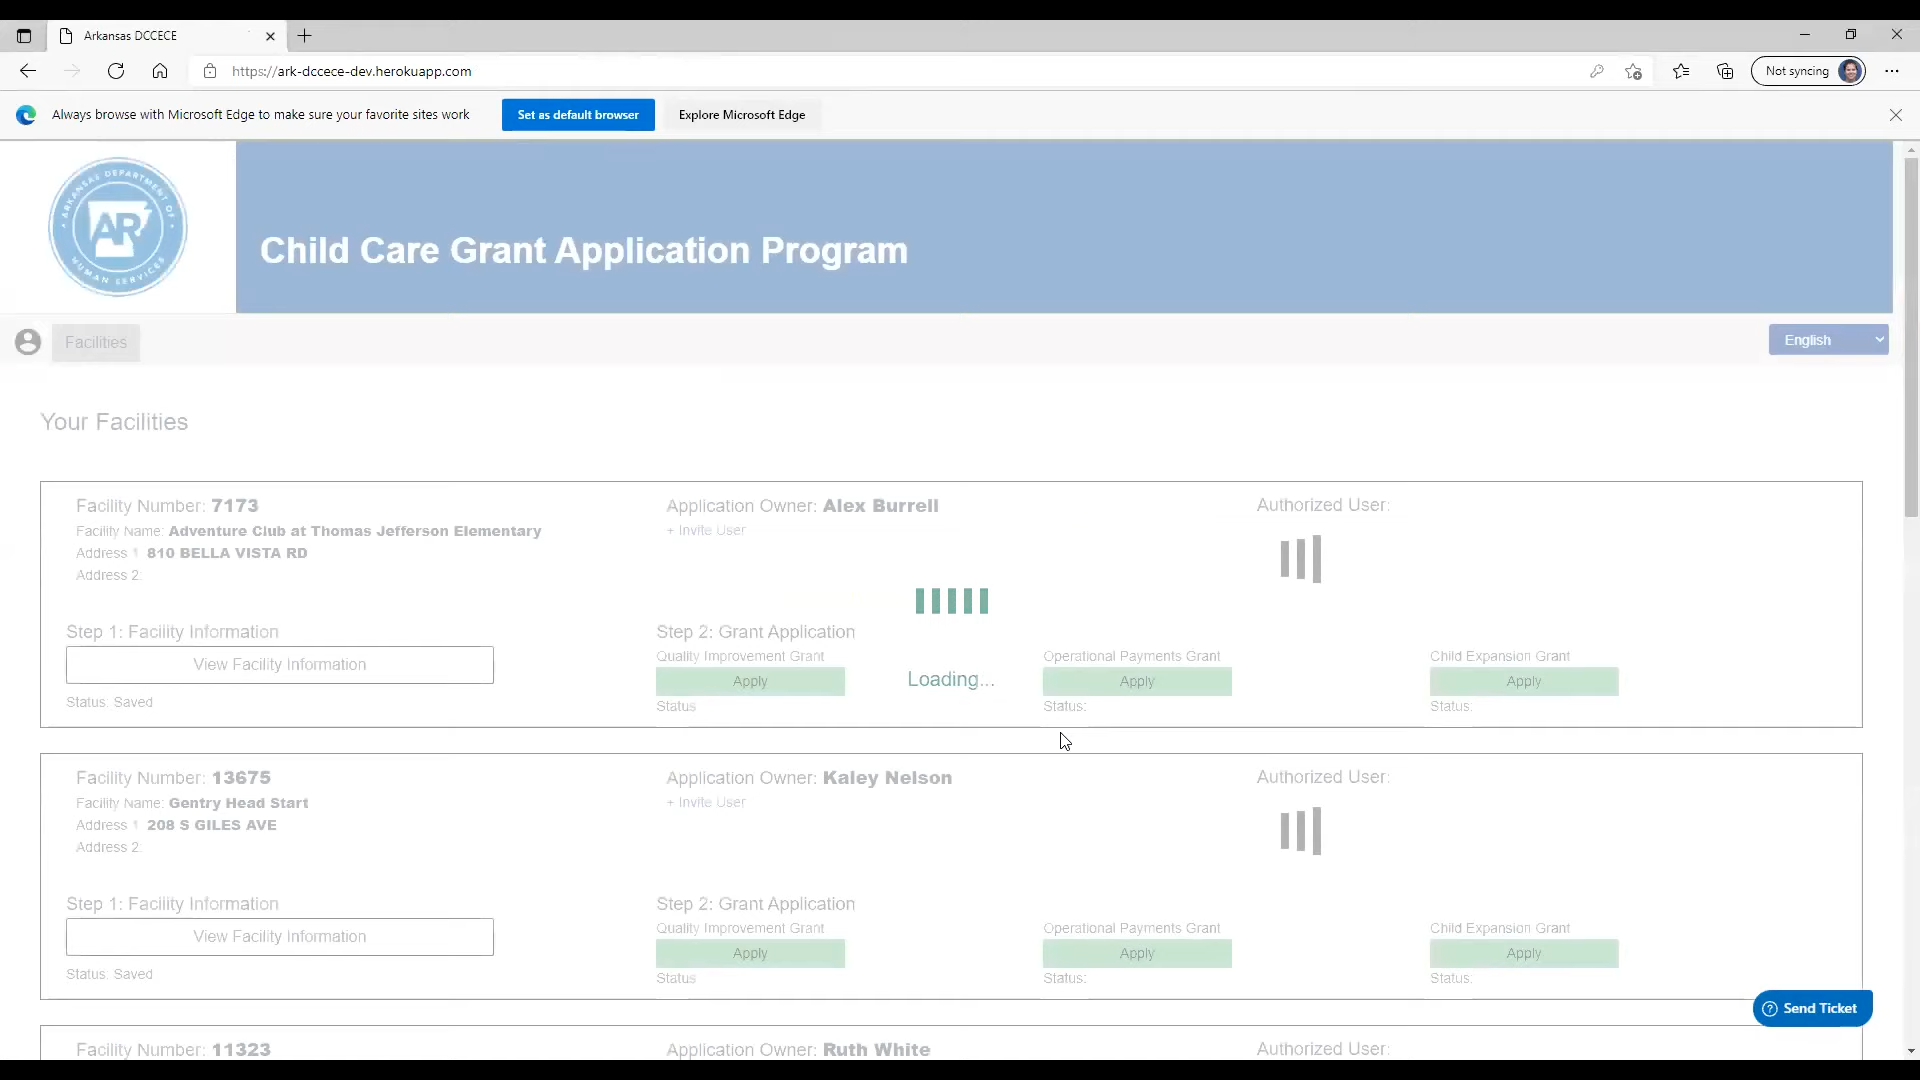 Arkansas DCCECE
https://ark-dccece-dev.herokuapp.com
Not syncing
Always browse with Microsoft Edge to make sure your favorite sites work
Set as default browser
Explore Microsoft Edge
ARKANSAS DEPARTMENT OF
AR
HUMAN SERVICES
Child Care Grant Application Program
Facilities
English
Your Facilities
Facility Number: 7173
Application Owner: Alex Burrell
Authorized User:
Facility Name: Adventure Club at Thomas Jefferson Elementary
+ Invite User
Address 1 810 BELLA VISTA RD
Address 2:
Step 1: Facility Information
Step 2: Grant Application
Quality Improvement Grant
Operational Payments Grant
Child Expansion Grant
View Facility Information
Apply
Loading...
Apply
Apply
Status: Saved
Status
Status:
Status:
Facility Number: 13675
Application Owner: Kaley Nelson
Authorized User:
Facility Name: Gentry Head Start
+ Invite User
Address 1 208 S GILES AVE
Address 2:
Step 1: Facility Information
Step 2: Grant Application
Quality Improvement Grant
Operational Payments Grant
Child Expansion Grant
View Facility Information
Apply
Apply
Apply
Status: Saved
Status
Status:
Status:
Send Ticket
Facility Number: 11323
Application Owner: Ruth White
Authorized User: